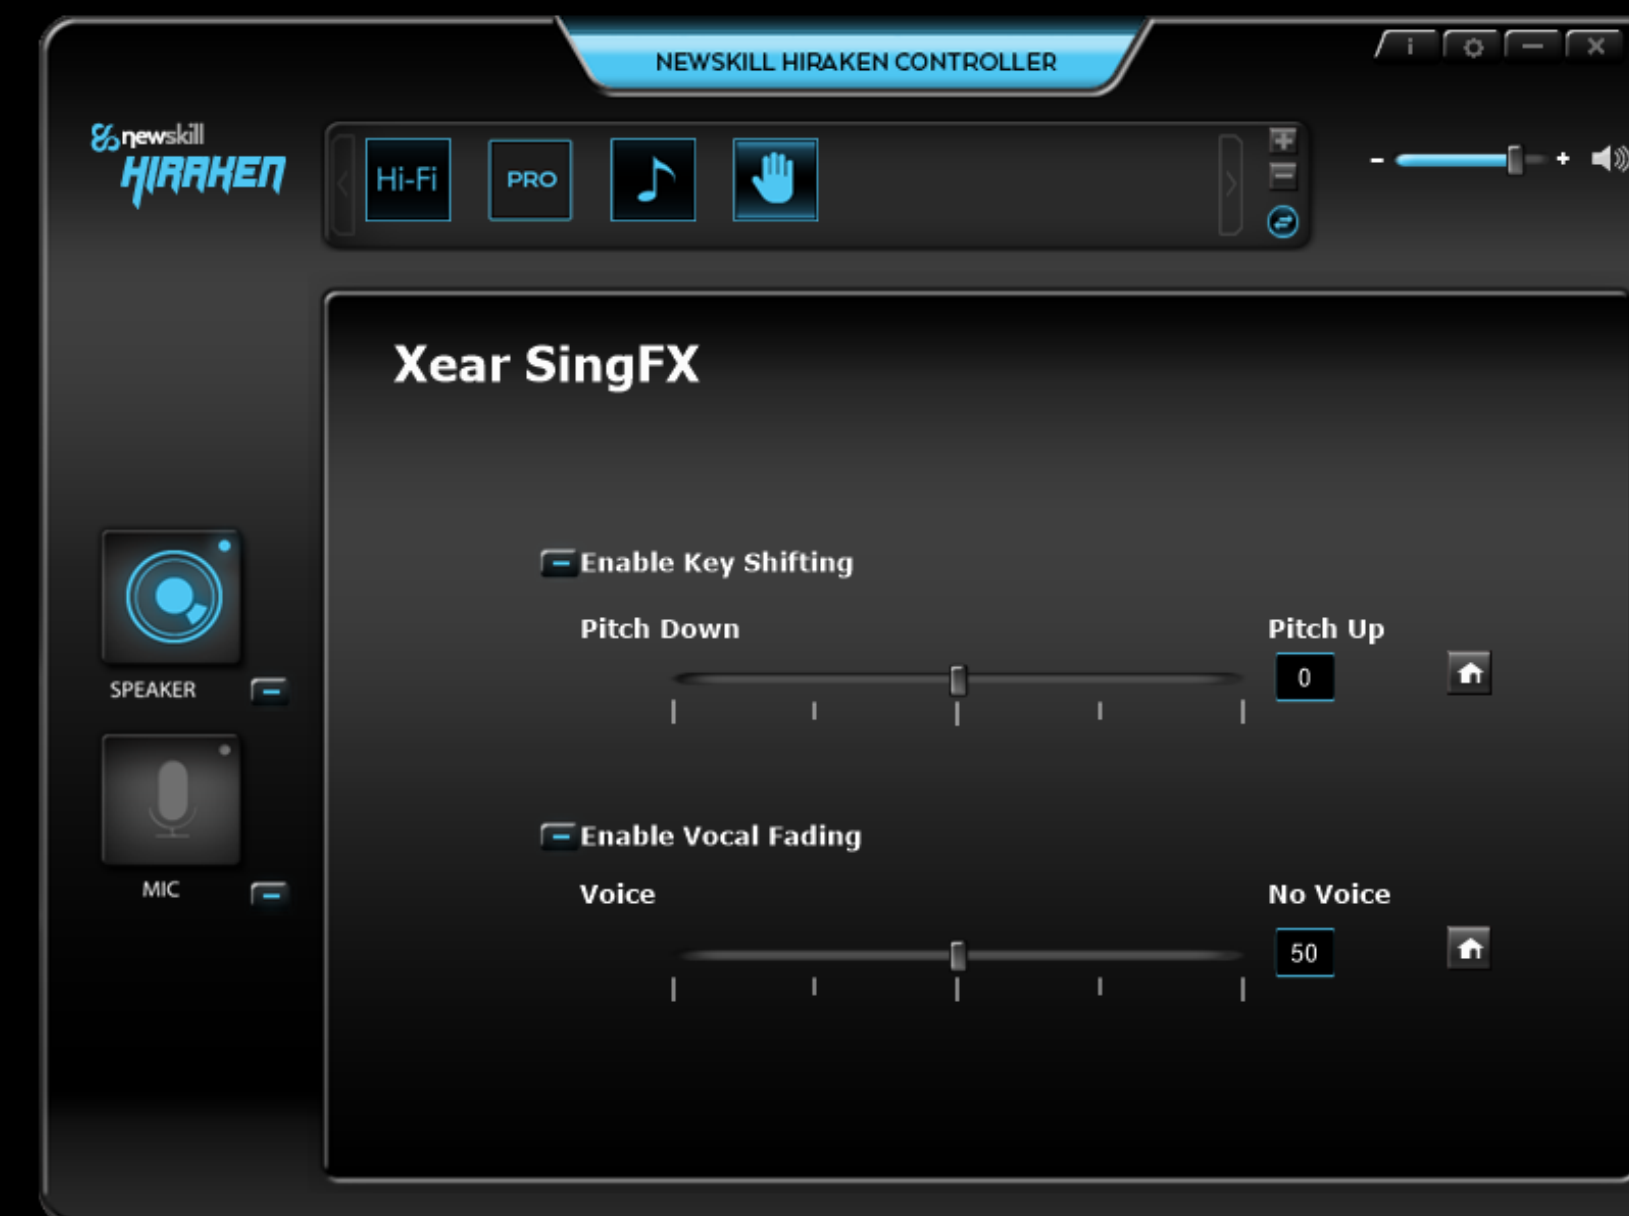 NEWSKILL HIRAKEN CONTROLLER
newskill
HIRAKEN
Hi-Fi
PRO
Xear SingFX
Enable Key Shifting
Pitch Down
Pitch Up
0
SPEAKER
MIC
Enable Vocal Fading
Voice
No Voice
50